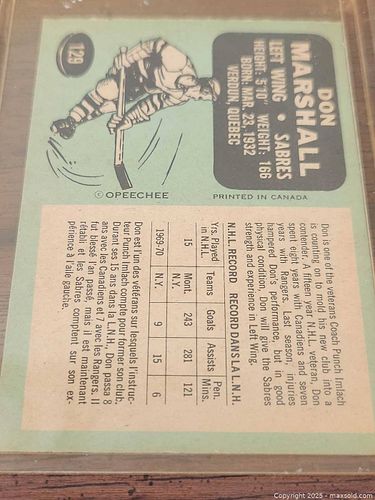 129
DON
MARSHALL
LEFT WING • SABRES
HEIGHT: 5'10" WEIGHT: 166
BORN: MAR. 23, 1932
VERDUN, QUEBEC
© OPEECHEE
PRINTED IN CANADA
Don is one of the veterans Coach Punch Imlach
is counting on to mold his new club into a
contender. A fifteen year N.H.L. veteran, Don
spent eight years with Canadiens and seven
years with Rangers. Last season, injuries
hampered Don's performance, but in good
physical condition, Don will give the Sabres
strength and experience in Left Wing.
N.H.L. RECORD RECORD DANS LA L.N.H.
Yrs. Played in N.H.L. Teams Goals Assists Pen. Mins.
15 Mont. 243 281 121
N.Y.
1969-70 N.Y. 9 15 6
Don est l'un des vétérans sur lesquels l'instruc-
teur Punch Imlach compte pour former son club.
Durant ses 15 ans dans la L.N.H., Don passa 8
ans avec les Canadiens et 7 avec les Rangers. Il
fut blessé l'an passé, mais il est maintenant
rétabli et les Sabres comptent sur son ex-
périence à l'aile gauche.
Copyright 2025 - maxsold.com